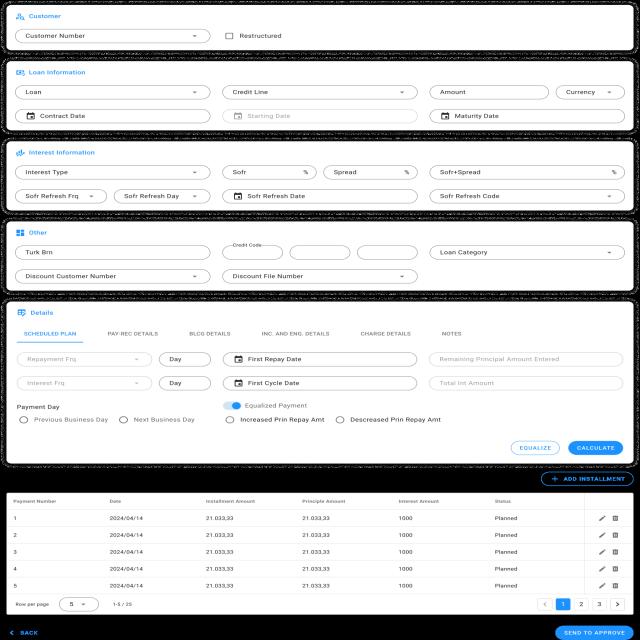 Customer
Customer Number Restructured
Loan Information
Loan Credit Line Amount Currency
Contract Date Starting Date Maturity Date
Interest Information
Interest Type Sofr % Spread % Sofr+Spread %
Sofr Refresh Frq Sofr Refresh Day Sofr Refresh Date Sofr Refresh Code
Other
Credit Code
Turk Brn Loan Category
Discount Customer Number Discount File Number
Details
SCHEDULED PLAN PAY-REC DETAILS BLCG DETAILS INC. AND ENG. DETAILS CHARGE DETAILS NOTES
Repayment Frq Day First Repay Date Remaining Principal Amount Entered
Interest Frq Day First Cycle Date Total Int Amount
Payment Day Equalized Payment
Previous Business Day Next Business Day Increased Prin Repay Amt Descreased Prin Repay Amt
EQUALIZE CALCULATE
+ ADD INSTALLMENT
Payment Number Date Installment Amount Principle Amount Interest Amount Status
1 2024/04/14 21.033,33 21.033,33 1000 Planned
2 2024/04/14 21.033,33 21.033,33 1000 Planned
3 2024/04/14 21.033,33 21.033,33 1000 Planned
4 2024/04/14 21.033,33 21.033,33 1000 Planned
5 2024/04/14 21.033,33 21.033,33 1000 Planned
Row per page 5 1-5 / 25 < 1 2 3 >
< BACK SEND TO APPROVE